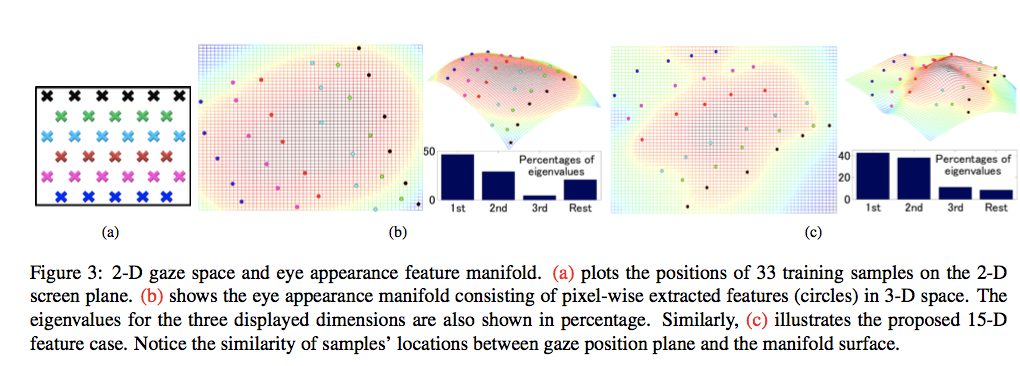 50
0
Percentages of
eigenvalues
1st 2nd 3rd Rest
40
20
0
Percentages of
eigenvalues
1st 2nd 3rd Rest
(a)
(b)
(c)
Figure 3: 2-D gaze space and eye appearance feature manifold. (a) plots the positions of 33 training samples on the 2-D
screen plane. (b) shows the eye appearance manifold consisting of pixel-wise extracted features (circles) in 3-D space. The
eigenvalues for the three displayed dimensions are also shown in percentage. Similarly, (c) illustrates the proposed 15-D
feature case. Notice the similarity of samples’ locations between gaze position plane and the manifold surface.